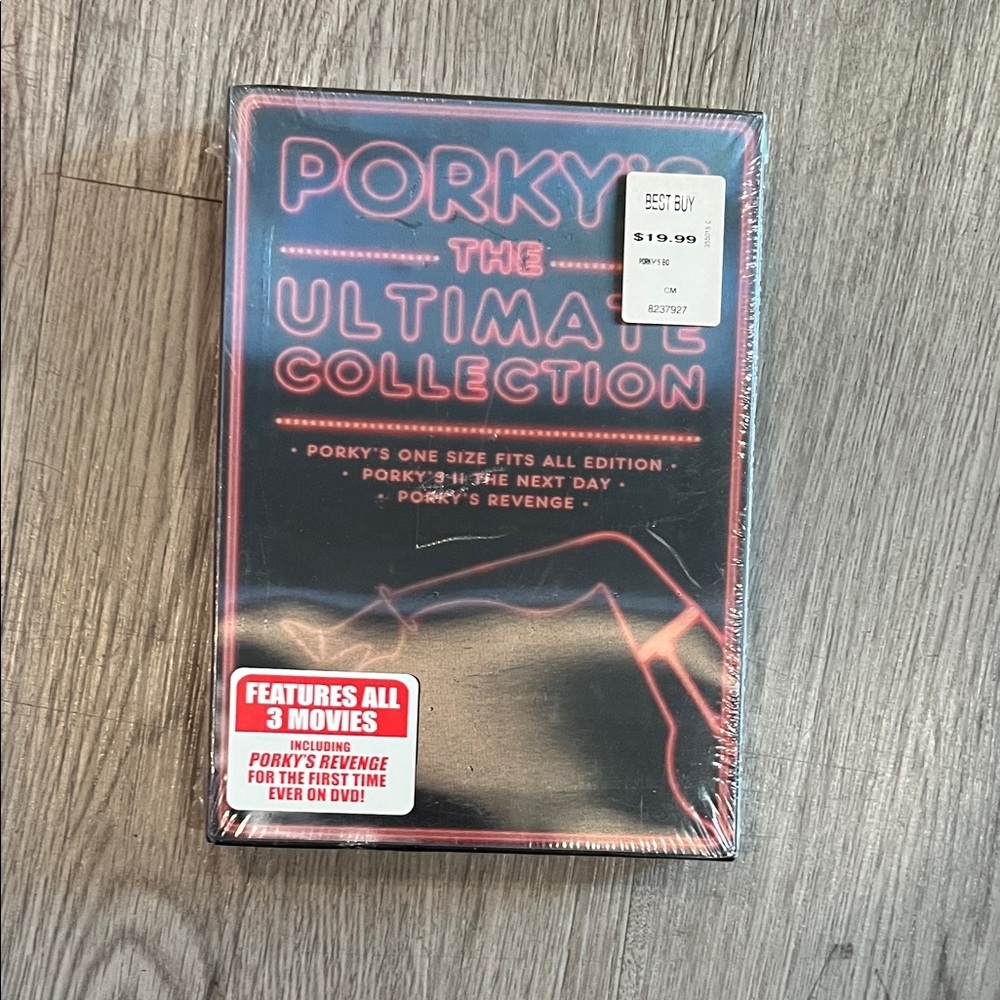 PORKY'S
THE
ULTIMATE
COLLECTION
• PORKY'S ONE SIZE FITS ALL EDITION •
• PORKY'S II THE NEXT DAY •
• PORKY'S REVENGE •
BEST BUY
$19.99
PORKY'S BO
CM
8237927
FEATURES ALL
3 MOVIES
INCLUDING
PORKY'S REVENGE
FOR THE FIRST TIME
EVER ON DVD!